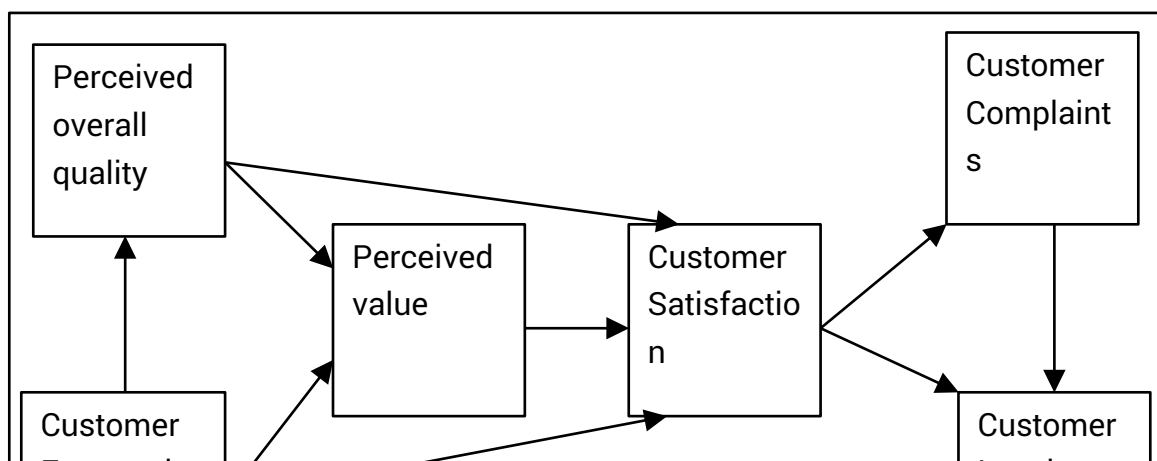 Perceived
overall
quality
Customer
Complaint
s
Perceived
value
Customer
Satisfactio
n
Customer
Customer